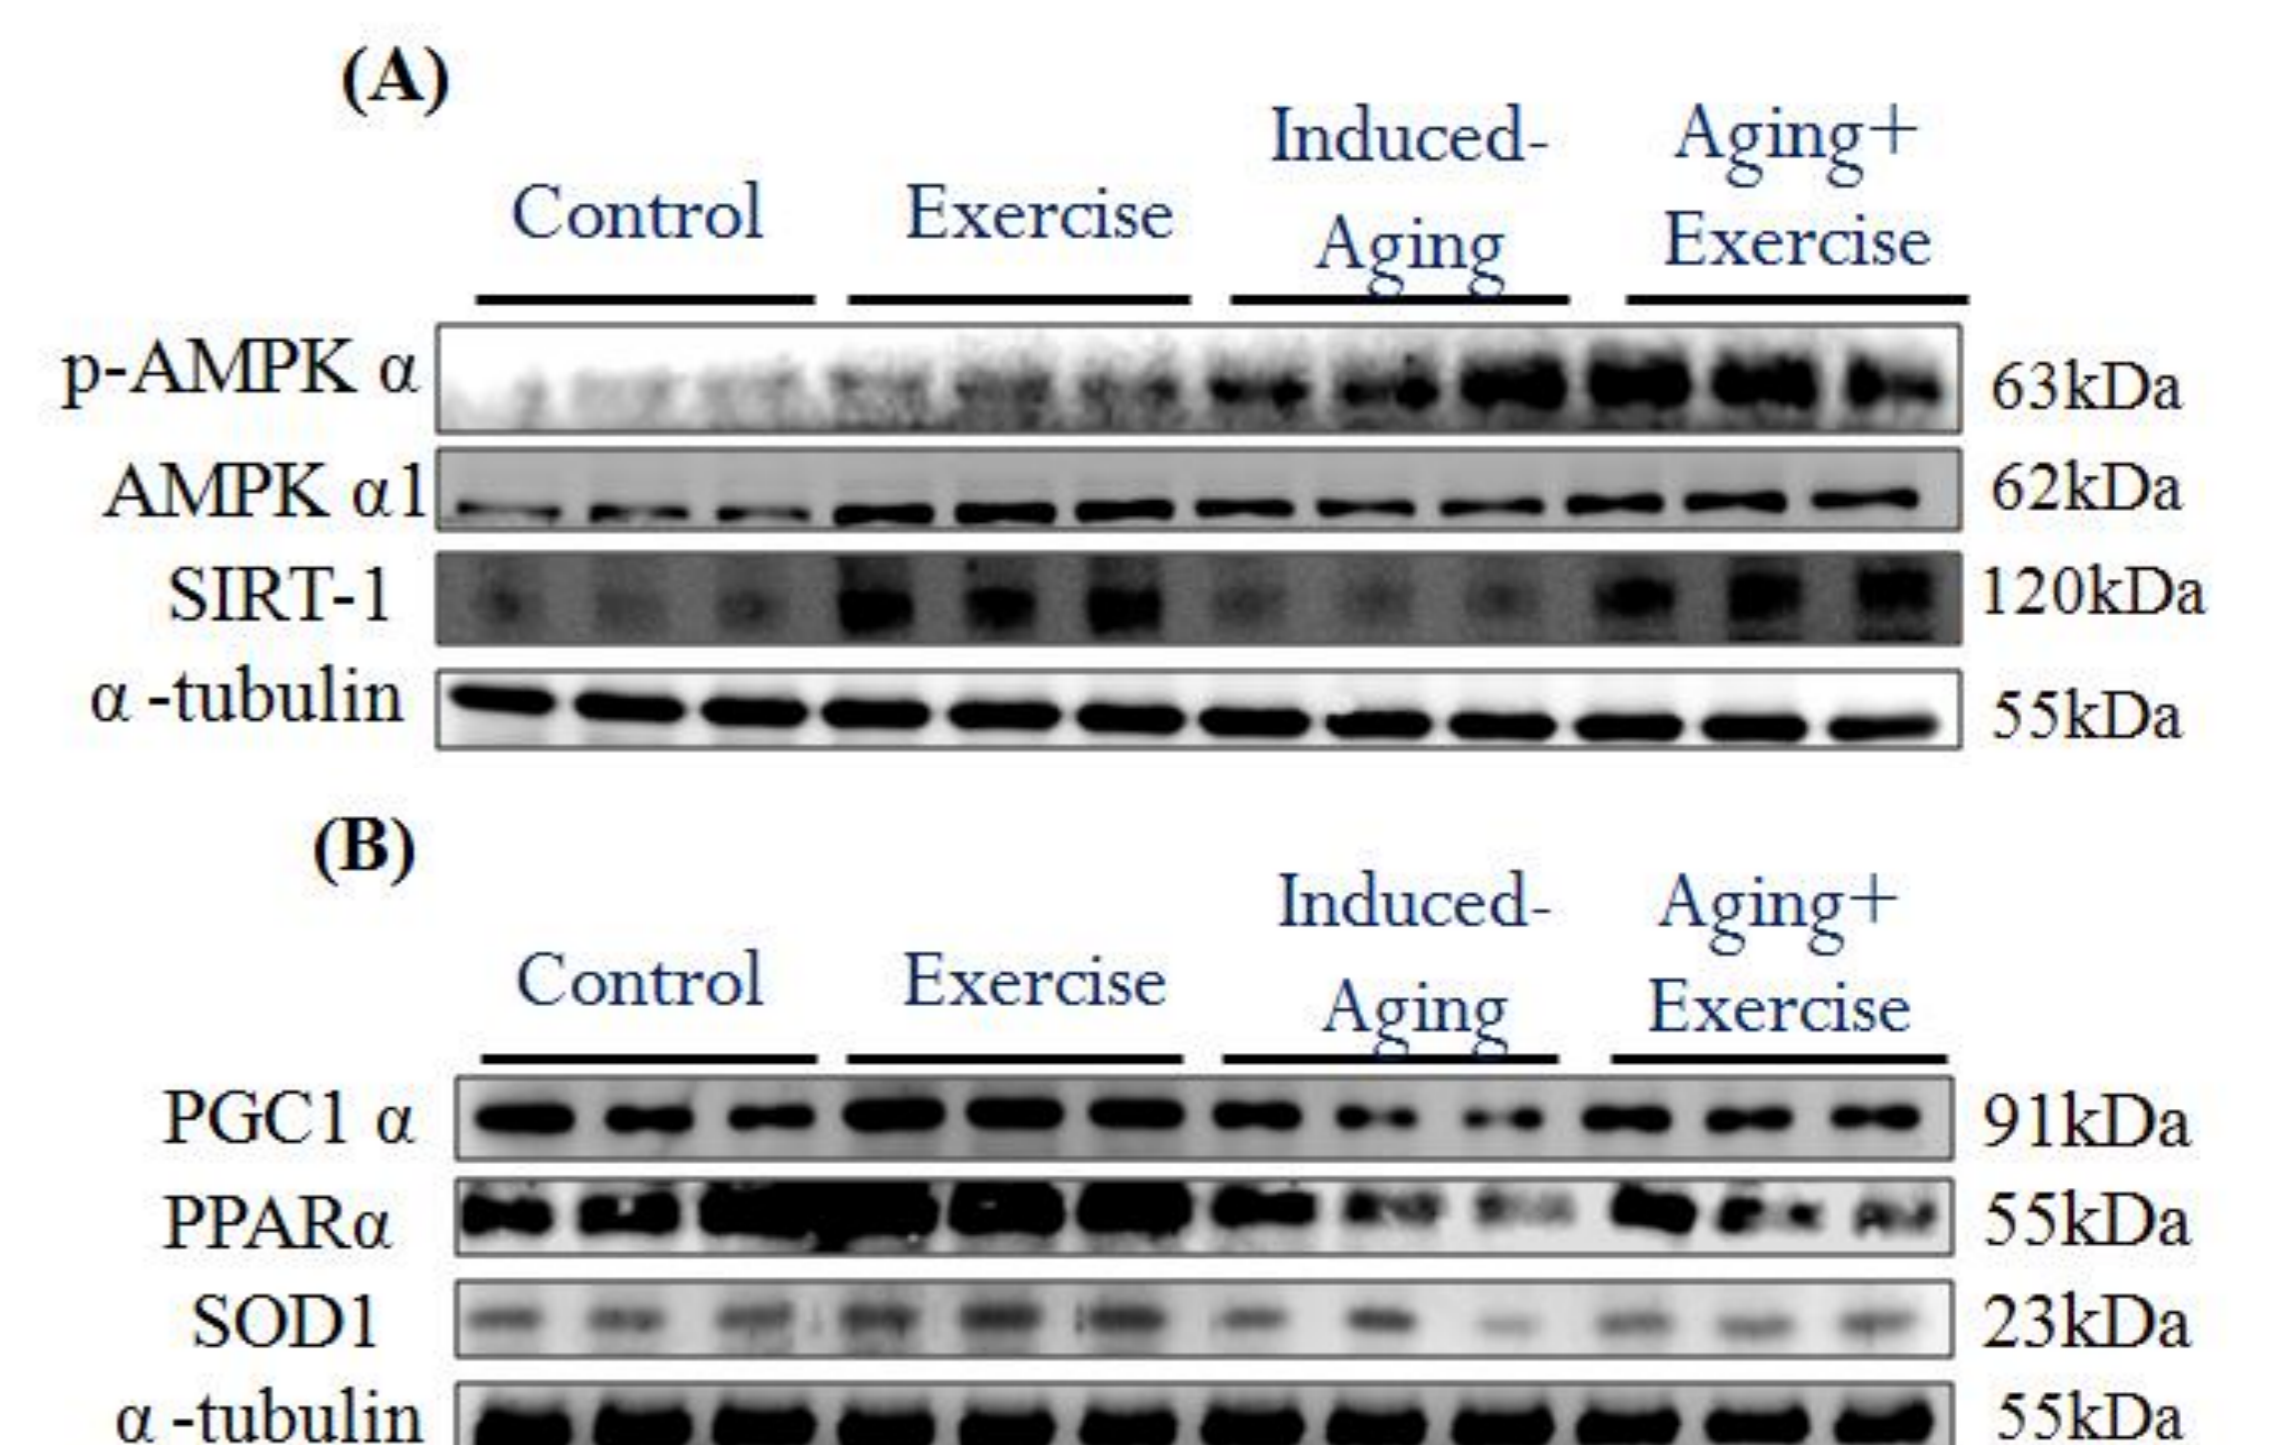 (A)
Control Exercise Induced- Aging Aging+ Exercise
p-AMPK α 63kDa
AMPK α1 62kDa
SIRT-1 120kDa
α -tubulin 55kDa
(B)
Control Exercise Induced- Aging Aging+ Exercise
PGC1 α 91kDa
PPARα 55kDa
SOD1 23kDa
α -tubulin 55kDa